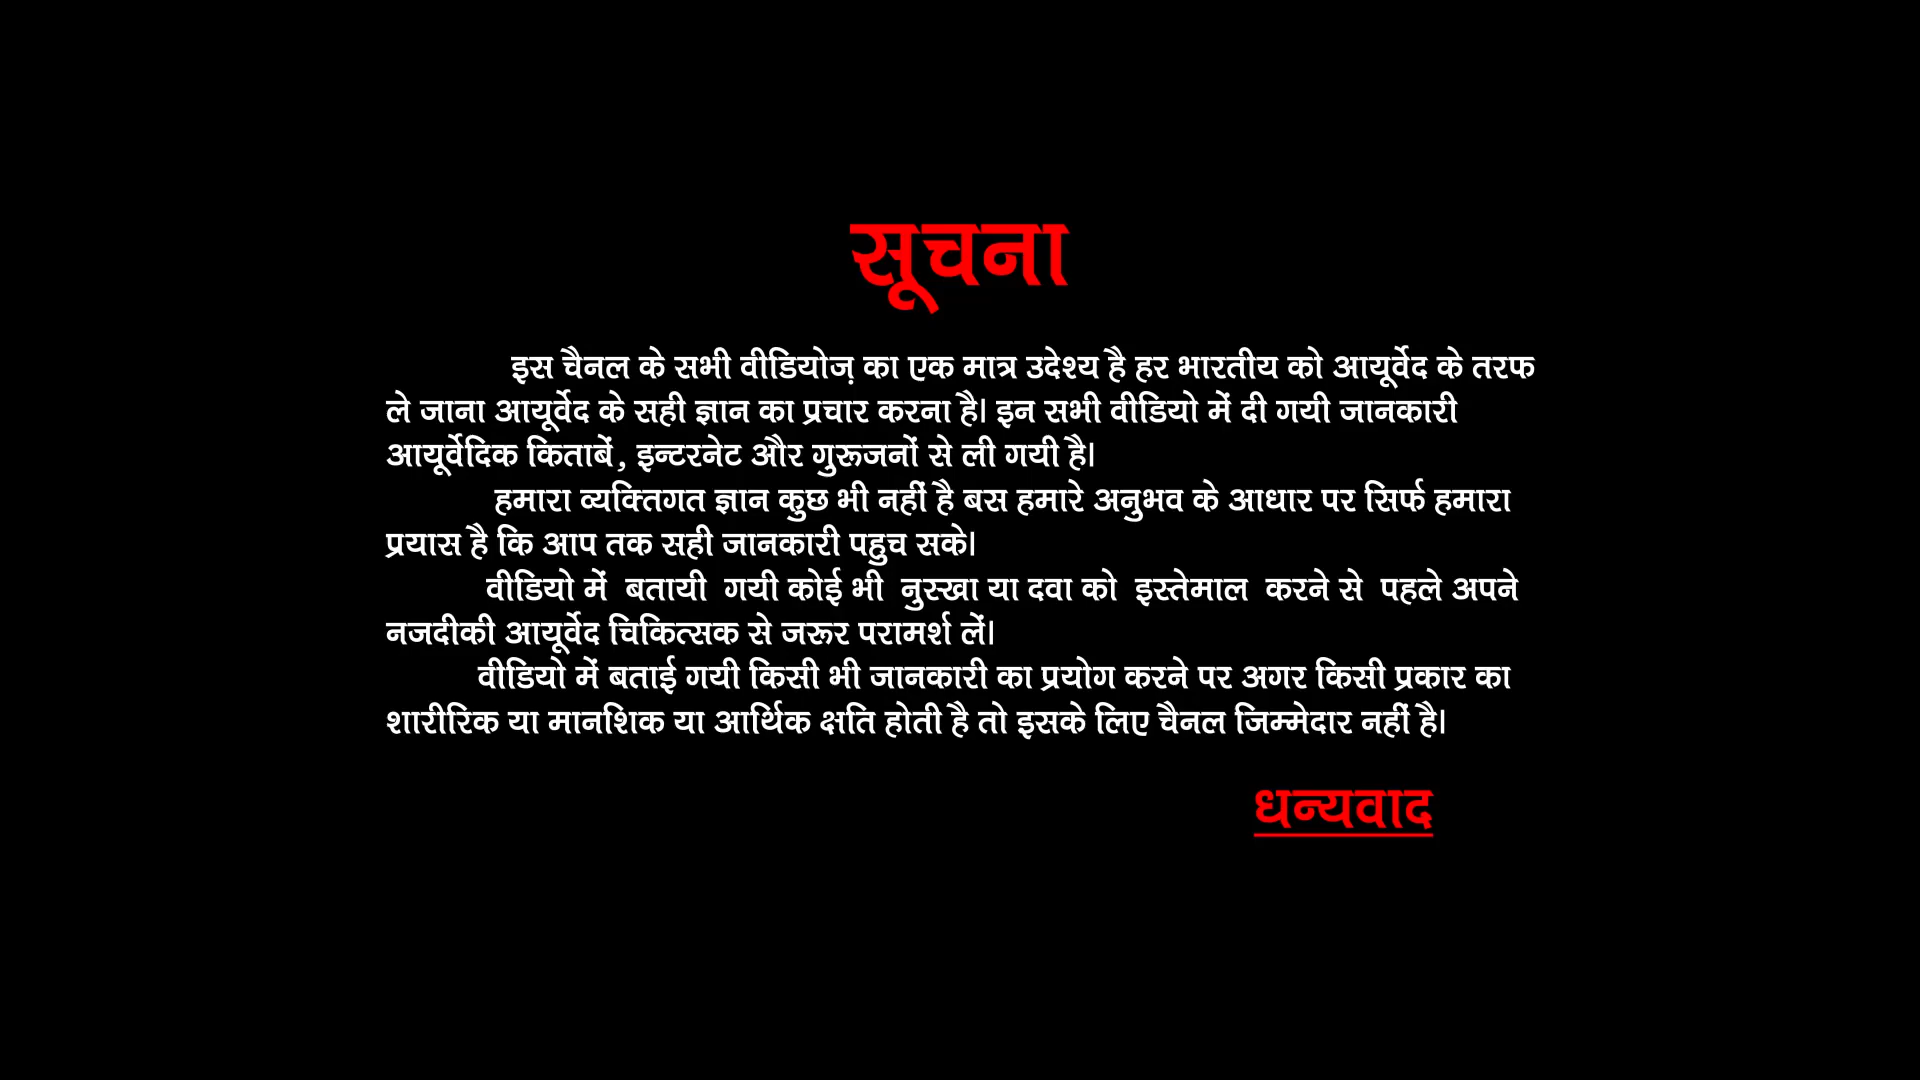 सूचना
इस चैनल के सभी वीडियोज़ का एक मात्र उदेश्य है हर भारतीय को आयूर्वेद के तरफ
ले जाना आयूर्वेद के सही ज्ञान का प्रचार करना है। इन सभी वीडियो में दी गयी जानकारी
आयूर्वेदिक किताबें, इन्टरनेट और गुरूजनों से ली गयी है।
हमारा व्यक्तिगत ज्ञान कुछ भी नहीं है बस हमारे अनुभव के आधार पर सिर्फ हमारा
प्रयास है कि आप तक सही जानकारी पहुच सके।
वीडियो में बतायी गयी कोई भी नुस्खा या दवा को इस्तेमाल करने से पहले अपने
नजदीकी आयूर्वेद चिकित्सक से जरूर परामर्श लें।
वीडियो में बताई गयी किसी भी जानकारी का प्रयोग करने पर अगर किसी प्रकार का
शारीरिक या मानशिक या आर्थिक क्षति होती है तो इसके लिए चैनल जिम्मेदार नहीं है।
धन्यवाद